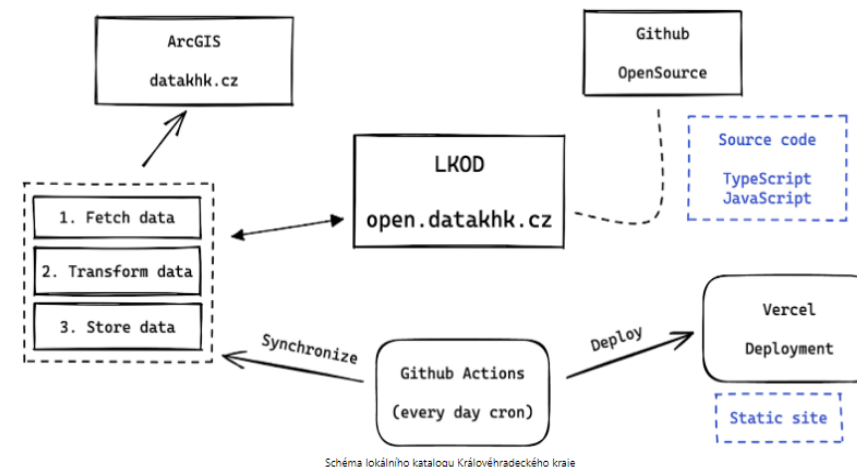 ArcGIS
datakhk.cz
Github
OpenSource
Source code
TypeScript
JavaScript
LKOD
open.datakhk.cz
1. Fetch data
2. Transform data
3. Store data
Synchronize
Github Actions
(every day cron)
Deploy
Vercel
Deployment
Static site
Schéma lokálního katalogu Královéhradeckého kraje